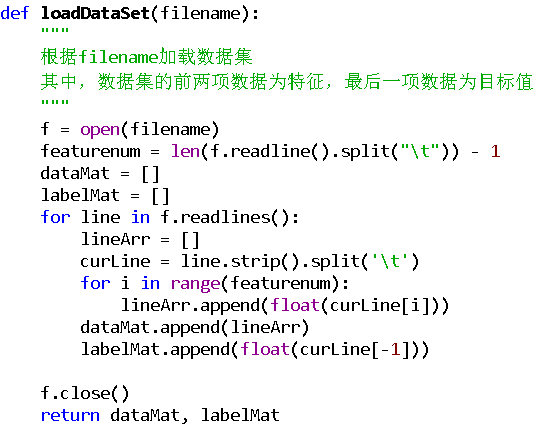 def loadDataSet(filename):
    """
    根据filename加载数据集
    其中，数据集的前两项数据为特征，最后一项数据为目标值
    """
    f = open(filename)
    featurenum = len(f.readline().split("\t")) - 1
    dataMat = []
    labelMat = []
    for line in f.readlines():
        lineArr = []
        curLine = line.strip().split('\t')
        for i in range(featurenum):
            lineArr.append(float(curLine[i]))
        dataMat.append(lineArr)
        labelMat.append(float(curLine[-1]))

    f.close()
    return dataMat, labelMat